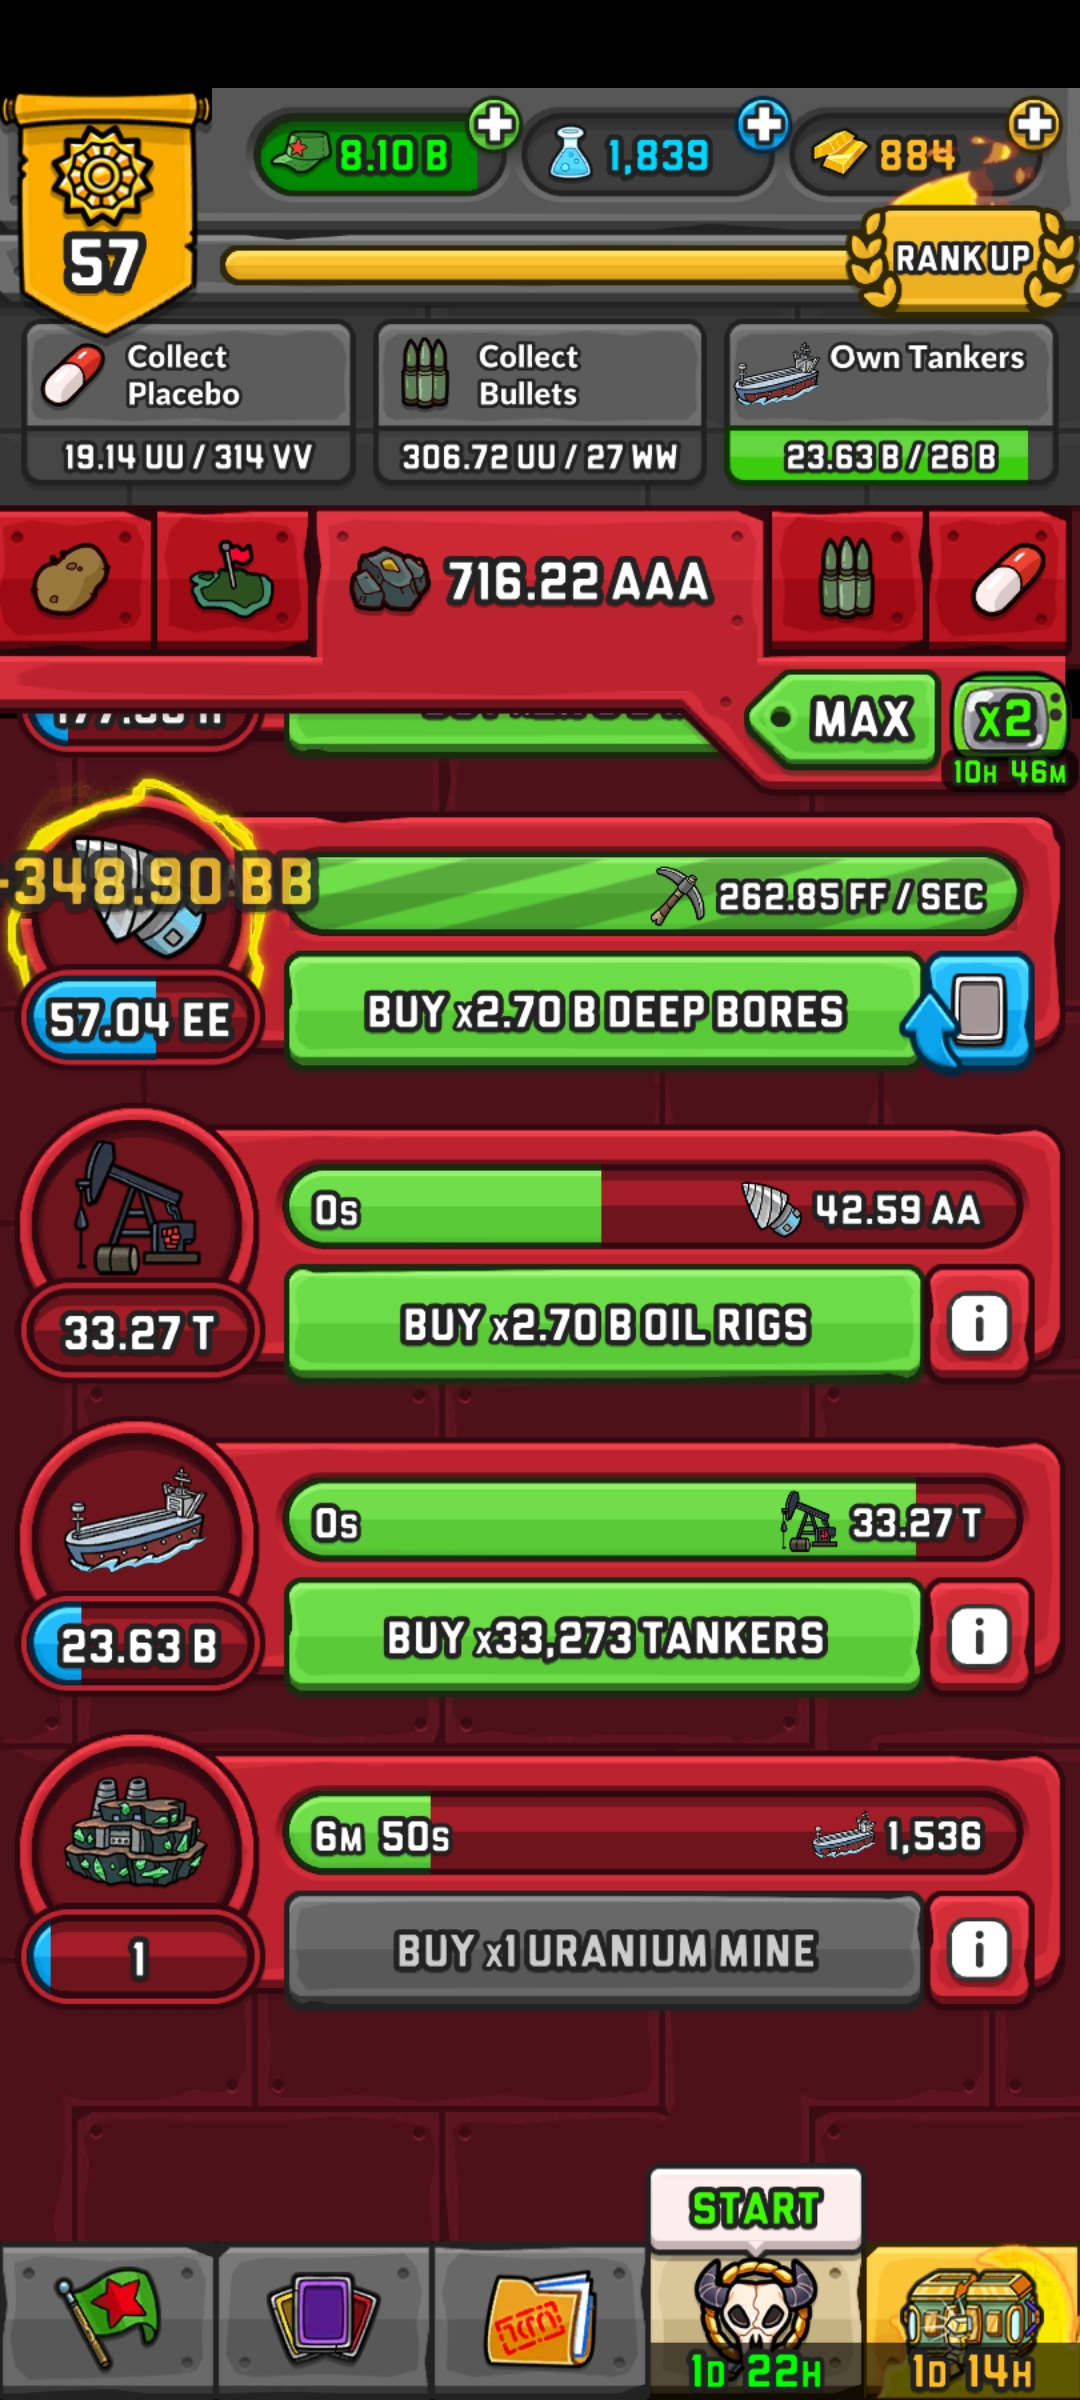 8.10 B
1,839
884
57
RANK UP
Collect
Placebo
19.14 UU / 314 VV
Collect
Bullets
306.72 UU / 27 WW
Own Tankers
23.63 B / 26 B
716.22 AAA
MAX
x2
10H 46M
-348.90 BB
262.85 FF / SEC
57.04 EE
BUY x2.70 B DEEP BORES
0s
42.59 AA
33.27 T
BUY x2.70 B OIL RIGS
i
0s
33.27 T
23.63 B
BUY x33,273 TANKERS
i
6M 50s
1,536
1
BUY x1 URANIUM MINE
i
START
1D 22H
1D 14H